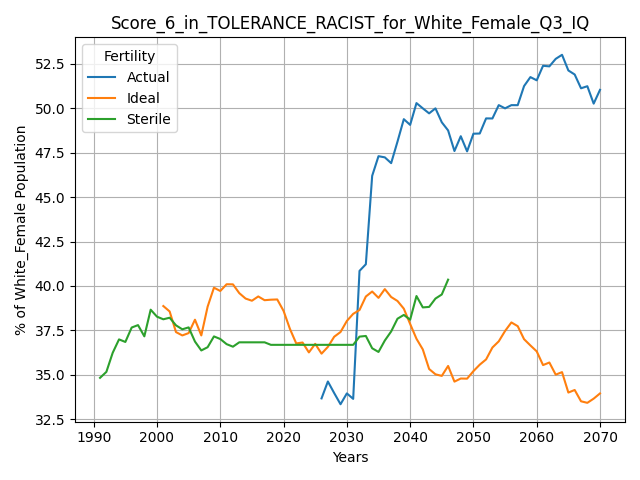 Score_6_in_TOLERANCE_RACIST_for_White_Female_Q3_IQ
Fertility
Actual
Ideal
Sterile
% of White_Female Population
52.5
50.0
47.5
45.0
42.5
40.0
37.5
35.0
32.5
1990 2000 2010 2020 2030 2040 2050 2060 2070
Years